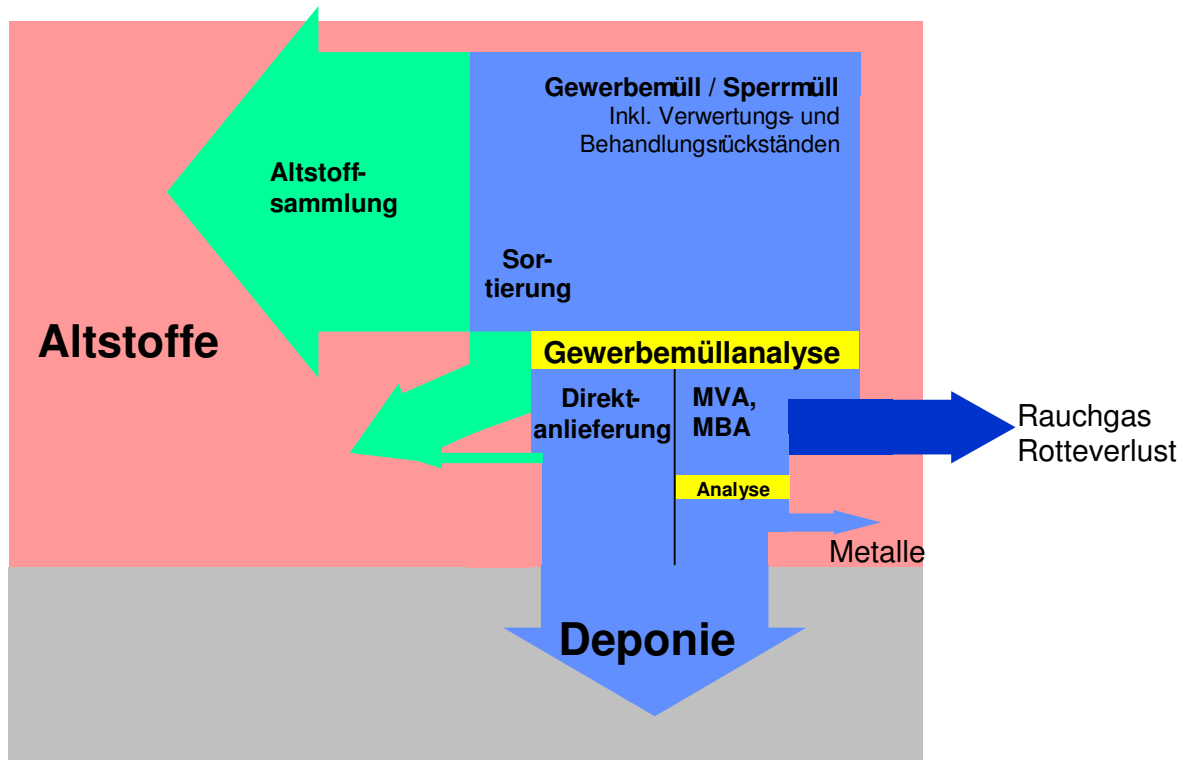 Gewerbemüll / Sperrmüll
Inkl. Verwertungs- und
Behandlungsrückständen
Altstoff-
sammlung
Sor-
tierung
Altstoffe
Gewerbemüllanalyse
Direkt-
anlieferung
MVA,
MBA
Rauchgas
Rotteverlust
Analyse
Metalle
Deponie